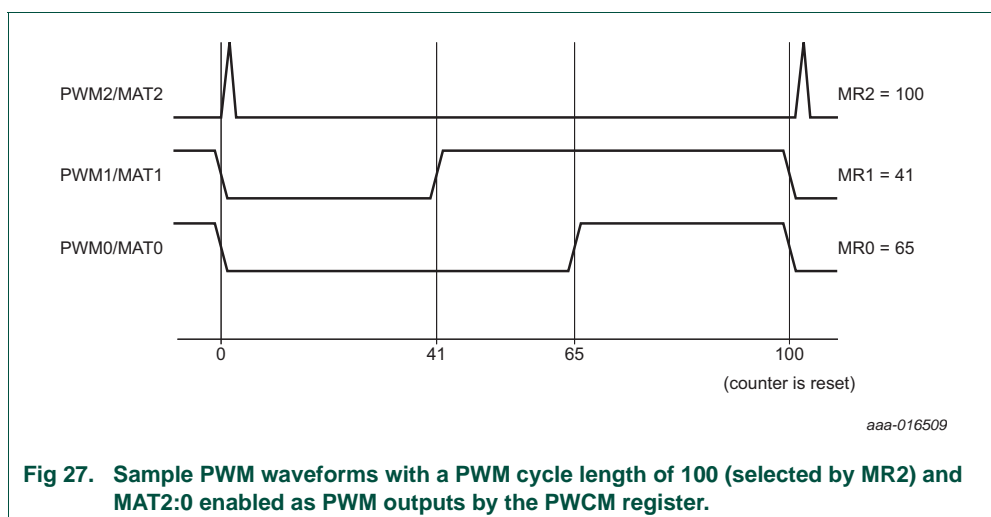 PWM2/MAT2 MR2 = 100
PWM1/MAT1 MR1 = 41
PWM0/MAT0 MR0 = 65
0 41 65 100
(counter is reset)
aaa-016509
Fig 27. Sample PWM waveforms with a PWM cycle length of 100 (selected by MR2) and
MAT2:0 enabled as PWM outputs by the PWCM register.